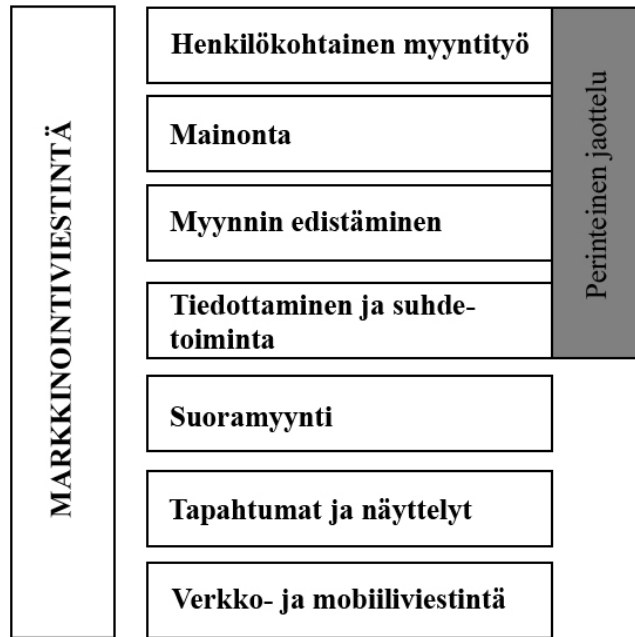 MARKKINOINTIVIESTINTÄ
Henkilökohtainen myyntityö
Mainonta
Myynnin edistäminen
Tiedottaminen ja suhde-
toiminta
Suoramyynti
Tapahtumat ja näyttelyt
Verkko- ja mobiiliviestintä
Perinteinen jaottelu